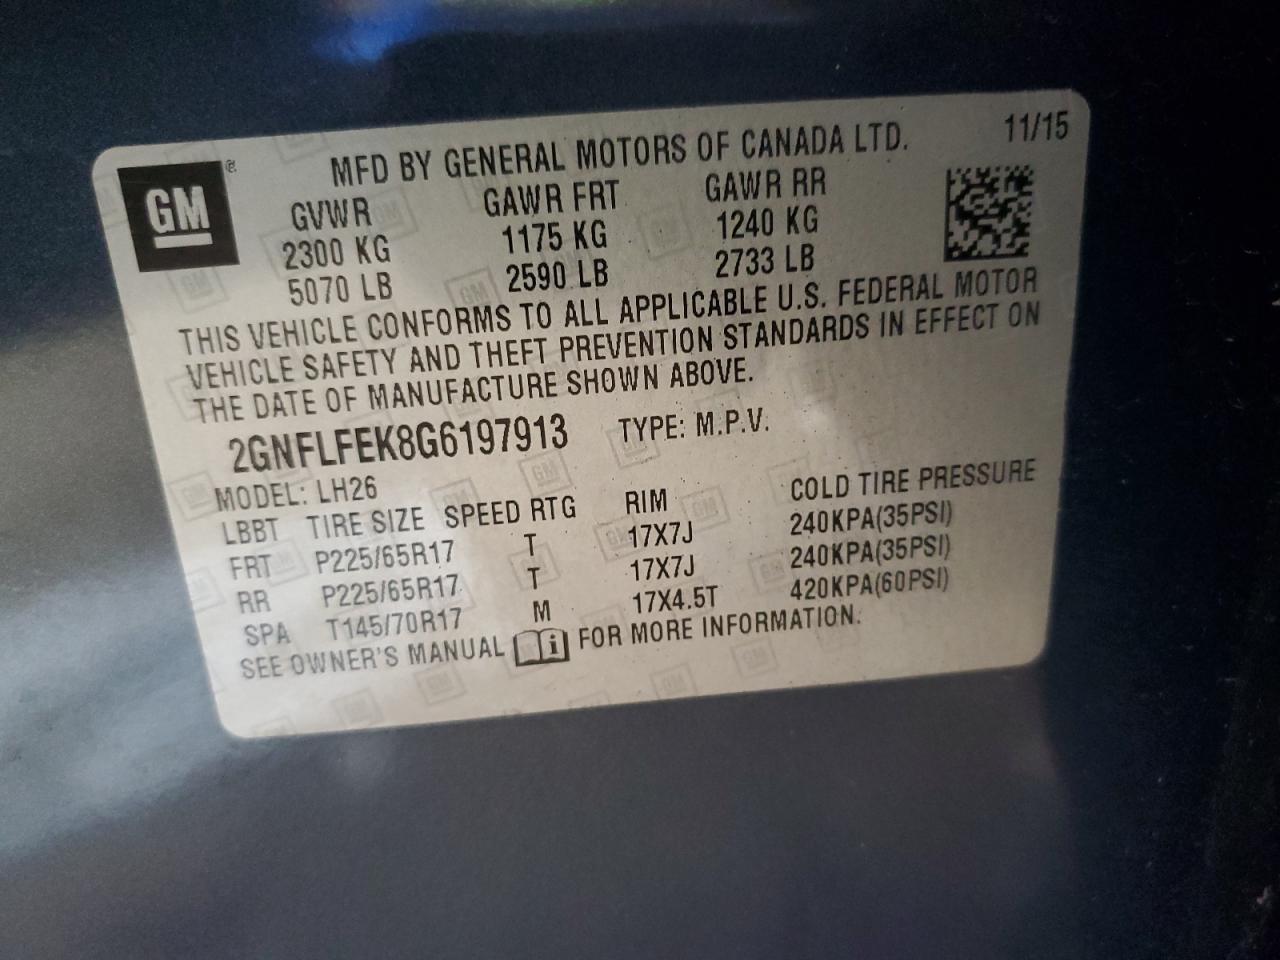 GM ® MFD BY GENERAL MOTORS OF CANADA LTD. 11/15
GVWR GAWR FRT GAWR RR
2300 KG 1175 KG 1240 KG
5070 LB 2590 LB 2733 LB
THIS VEHICLE CONFORMS TO ALL APPLICABLE U.S. FEDERAL MOTOR
VEHICLE SAFETY AND THEFT PREVENTION STANDARDS IN EFFECT ON
THE DATE OF MANUFACTURE SHOWN ABOVE.
2GNFLFEK8G6197913 TYPE: M.P.V.
MODEL: LH26
LBBT TIRE SIZE SPEED RTG RIM COLD TIRE PRESSURE
FRT P225/65R17 T 17X7J 240KPA(35PSI)
RR P225/65R17 T 17X7J 240KPA(35PSI)
SPA T145/70R17 M 17X4.5T 420KPA(60PSI)
SEE OWNER'S MANUAL i FOR MORE INFORMATION.